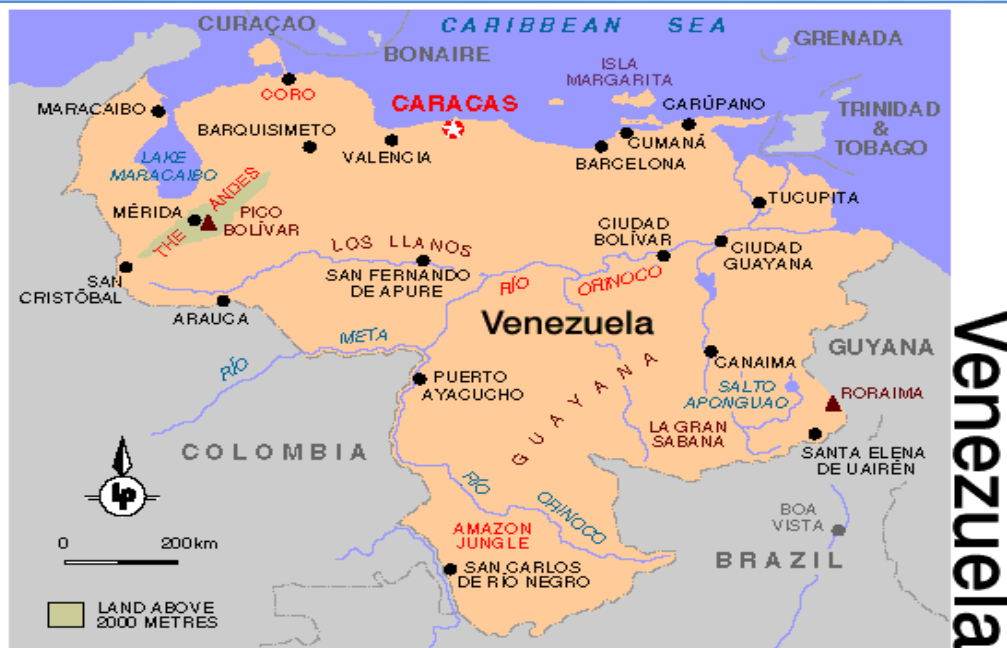 CURAÇAO
CARIBBEAN SEA
BONAIRE
GRENADA
ISLA
MARGARITA
MARACAIBO
CORO
CARACAS
CARÚPANO
TRINIDAD
&
TOBAGO
BARQUISIMETO
VALENCIA
CUMANÁ
BARCELONA
LAKE
MARACAIBO
THE ANDES
MÉRIDA
PICO
BOLÍVAR
TUCUPITA
CIUDAD
BOLÍVAR
CIUDAD
GUAYANA
LOS LLANOS
SAN
CRISTÓBAL
SAN FERNANDO
DE APURE
RÍO ORINOCO
ARAUCA
Venezuela
RÍO META
PUERTO
AYACUCHO
GUAYANA
CANAIMA
GUYANA
SALTO
APONGUAO
RORAIMA
LA GRAN
SABANA
COLOMBIA
SANTA ELENA
DE UAIRÉN
RÍO ORINOCO
BOA
VISTA
AMAZON
JUNGLE
BRAZIL
SAN CARLOS
DE RÍO NEGRO
lp
0 200km
LAND ABOVE
2000 METRES
Venezuela